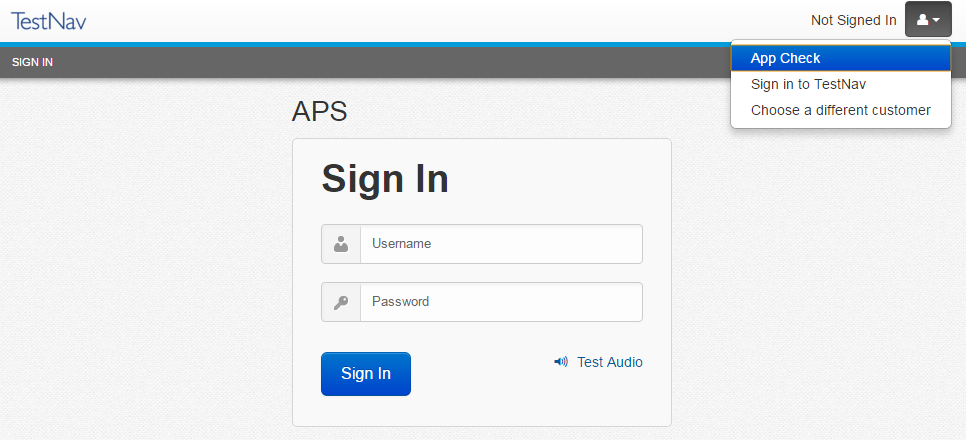 TestNav
Not Signed In
App Check
Sign in to TestNav
Choose a different customer
SIGN IN
APS
Sign In
Username
Password
Sign In
Test Audio